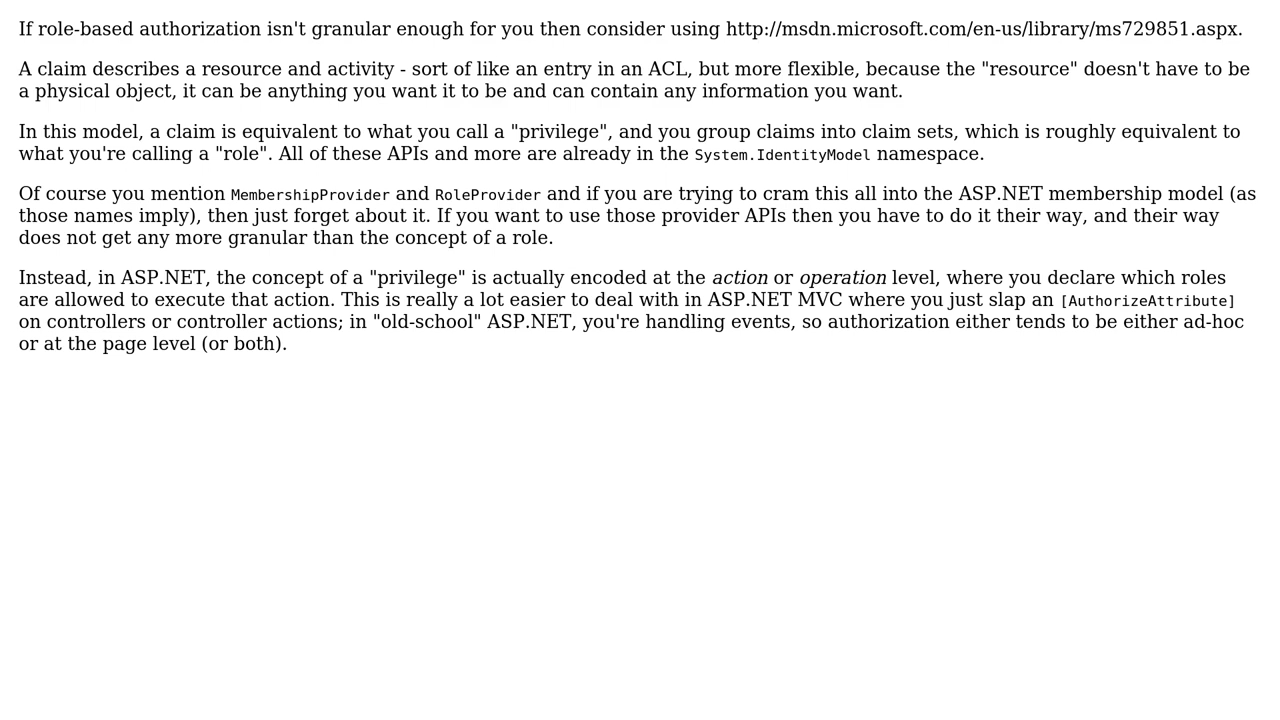 If role-based authorization isn't granular enough for you then consider using http://msdn.microsoft.com/en-us/library/ms729851.aspx.
A claim describes a resource and activity - sort of like an entry in an ACL, but more flexible, because the "resource" doesn't have to be
a physical object, it can be anything you want it to be and can contain any information you want.
In this model, a claim is equivalent to what you call a "privilege", and you group claims into claim sets, which is roughly equivalent to
what you're calling a "role". All of these APIs and more are already in the System.IdentityModel namespace.
Of course you mention MembershipProvider and RoleProvider and if you are trying to cram this all into the ASP.NET membership model (as
those names imply), then just forget about it. If you want to use those provider APIs then you have to do it their way, and their way
does not get any more granular than the concept of a role.
Instead, in ASP.NET, the concept of a "privilege" is actually encoded at the action or operation level, where you declare which roles
are allowed to execute that action. This is really a lot easier to deal with in ASP.NET MVC where you just slap an [AuthorizeAttribute]
on controllers or controller actions; in "old-school" ASP.NET, you're handling events, so authorization either tends to be either ad-hoc
or at the page level (or both).